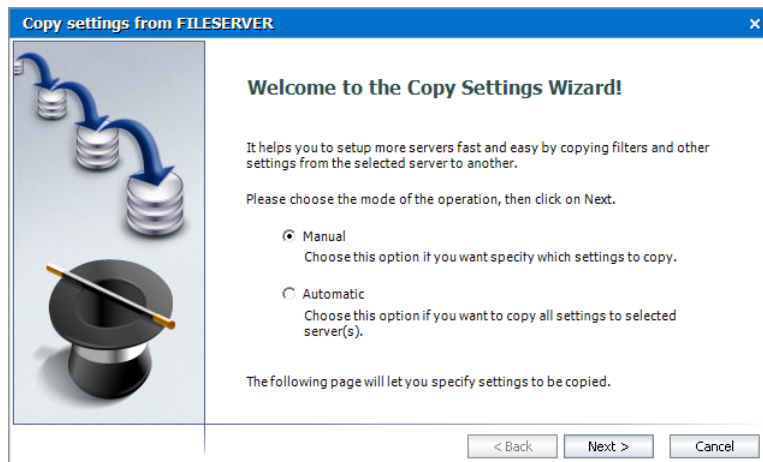 Copy settings from FILESERVER
Welcome to the Copy Settings Wizard!
It helps you to setup more servers fast and easy by copying filters and other
settings from the selected server to another.
Please choose the mode of the operation, then click on Next.
Manual
Choose this option if you want specify which settings to copy.
Automatic
Choose this option if you want to copy all settings to selected
server(s).
The following page will let you specify settings to be copied.
< Back Next > Cancel